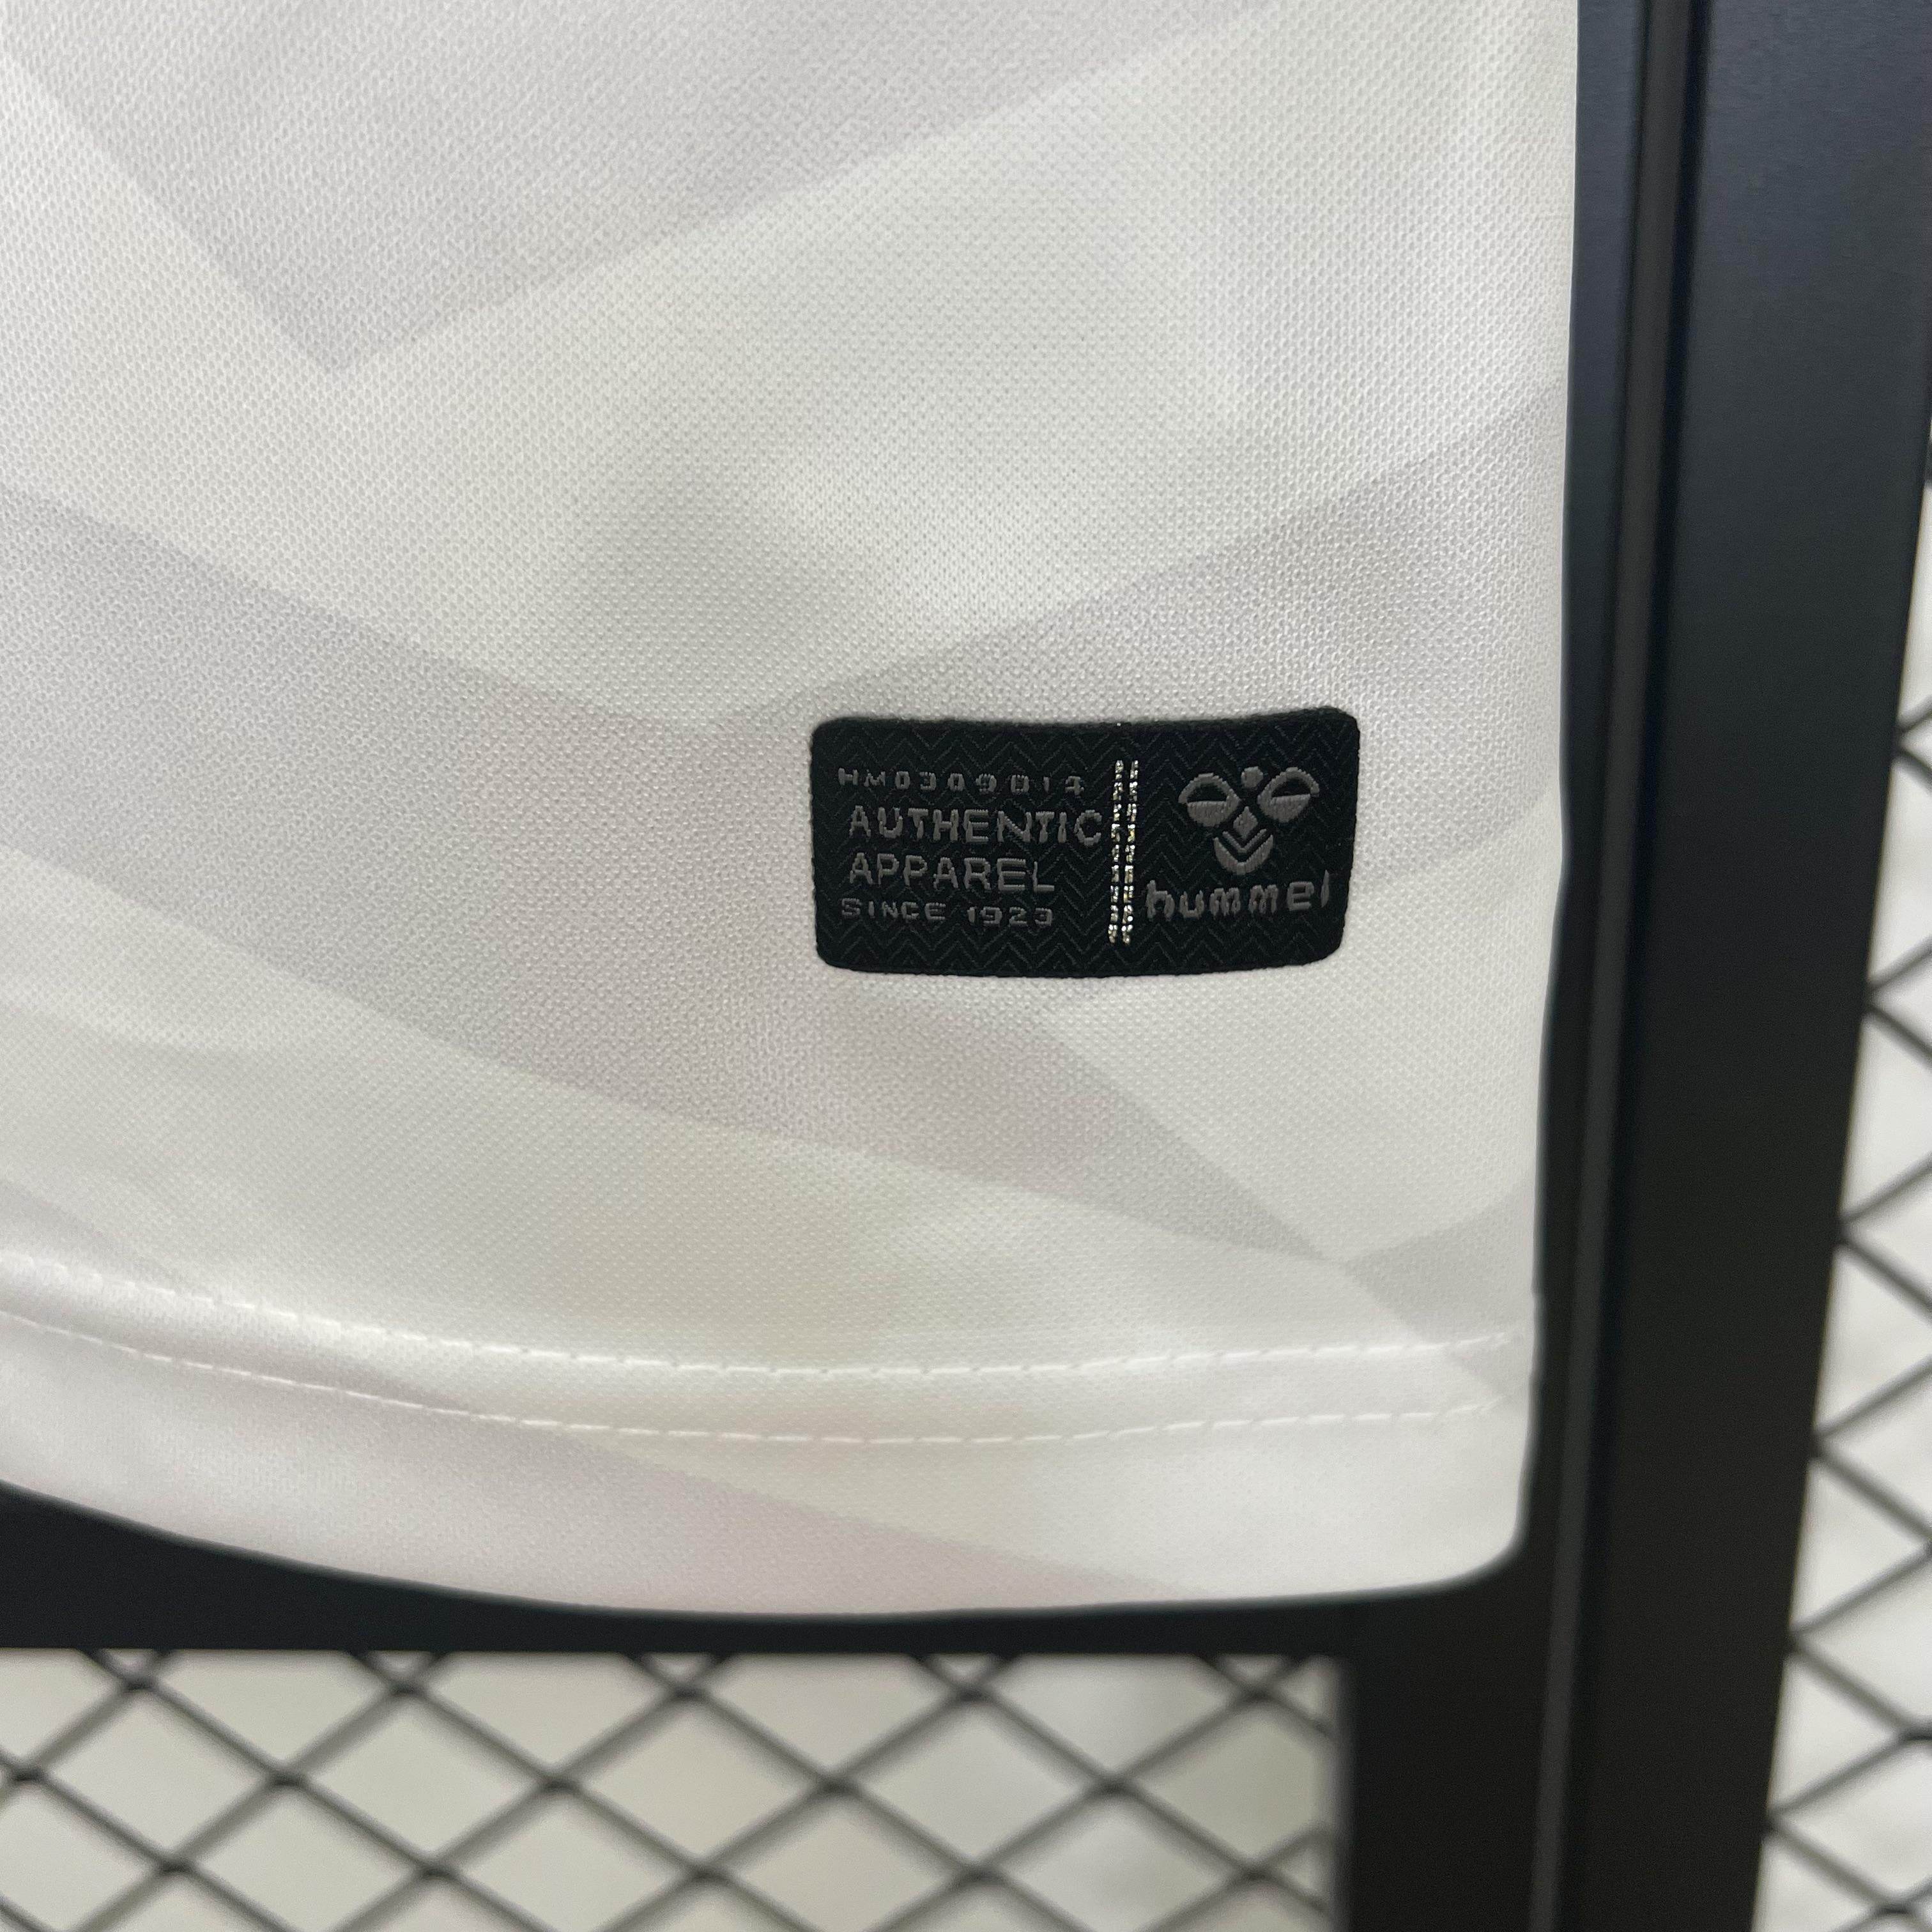 HM0309014
AUTHENTIC
APPAREL
SINCE 1923
hummel